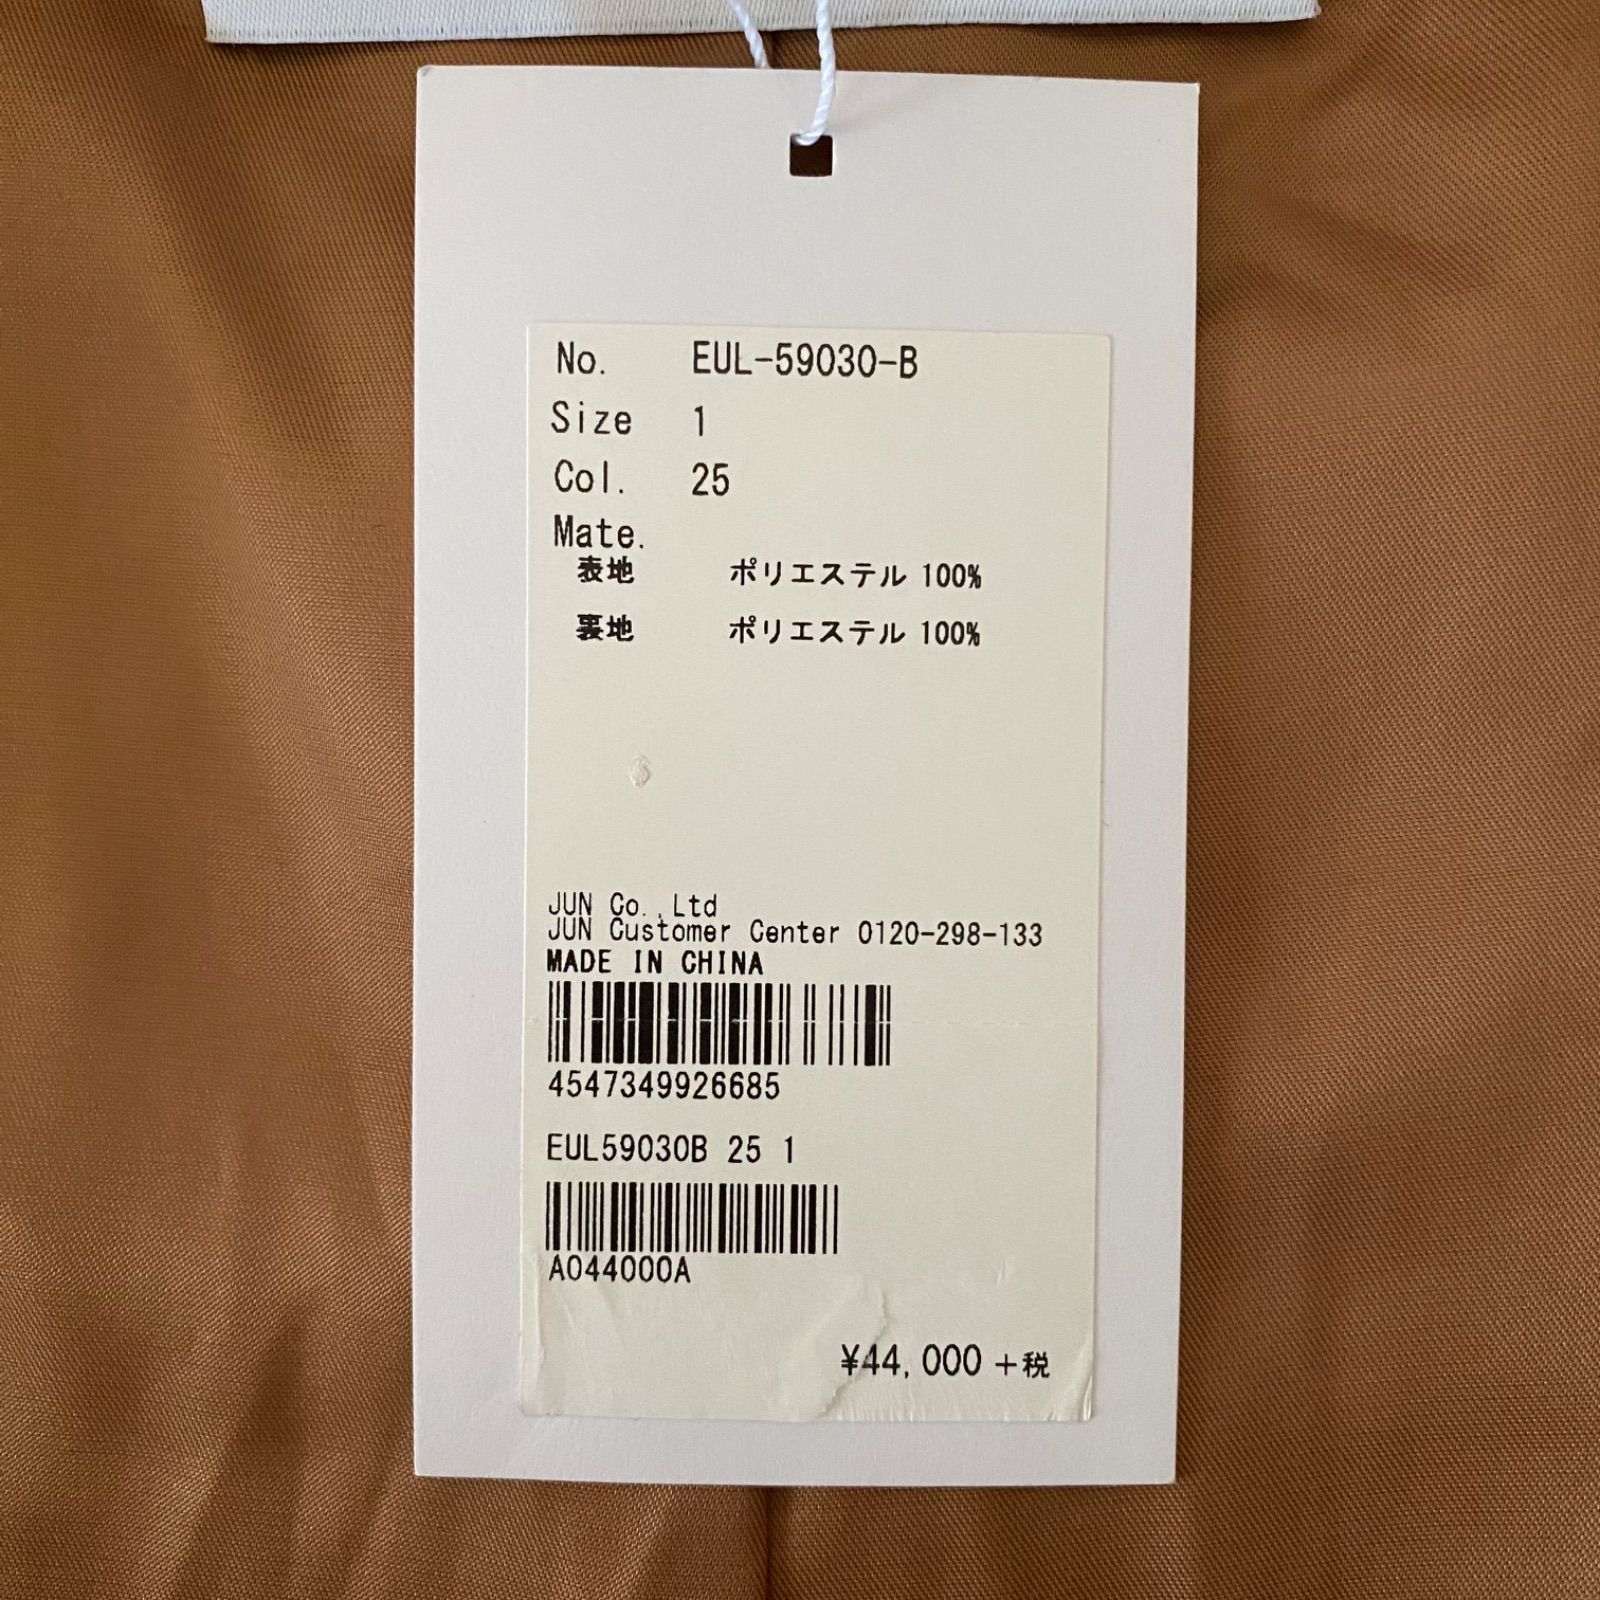 No. EUL-59030-B
Size 1
Col. 25
Mate.
表地 ポリエステル 100%
裏地 ポリエステル 100%
JUN Co.,Ltd
JUN Customer Center 0120-298-133
MADE IN CHINA
4547349926685
EUL59030B 25 1
A044000A
¥44,000 +税